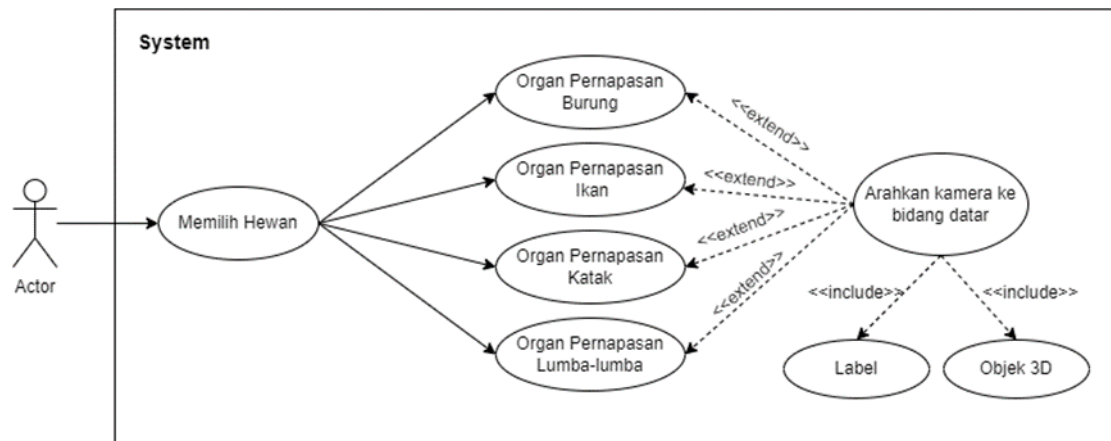 System
Organ Pernapasan
Burung
<<extend>>
Organ Pernapasan
Ikan
<<extend>>
Arahkan kamera ke
bidang datar
Memilih Hewan
Actor
<<extend>>
Organ Pernapasan
Katak
<<extend>>
<<include>>
<<include>>
Organ Pernapasan
Lumba-lumba
Label
Objek 3D